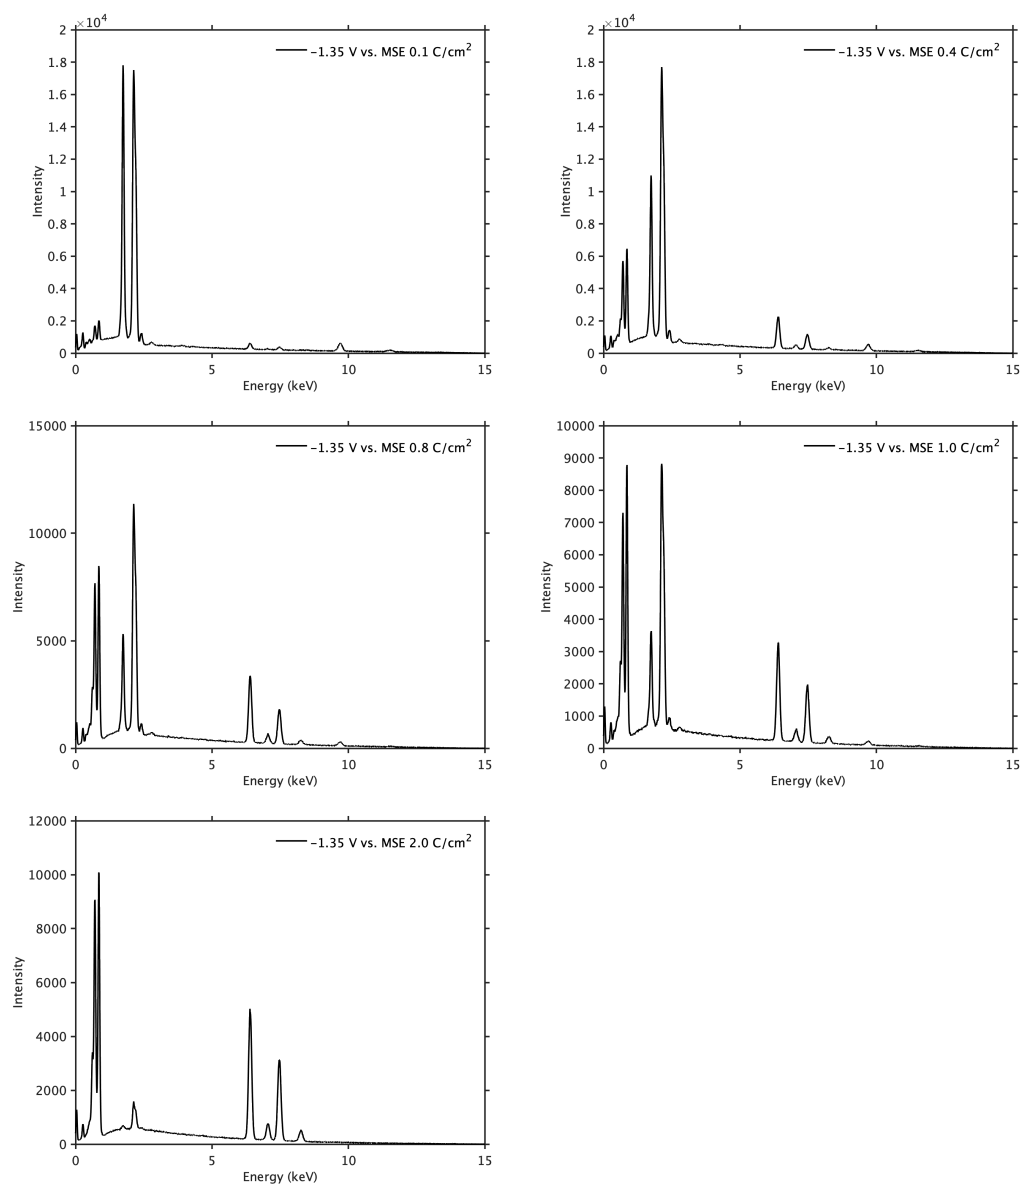 ×10⁴
–1.35 V vs. MSE 0.1 C/cm²
2
1.8
1.6
1.4
1.2
1
0.8
0.6
0.4
0.2
0
Intensity
0 5 10 15
Energy (keV)
×10⁴
–1.35 V vs. MSE 0.4 C/cm²
2
1.8
1.6
1.4
1.2
1
0.8
0.6
0.4
0.2
0
Intensity
0 5 10 15
Energy (keV)
–1.35 V vs. MSE 0.8 C/cm²
15000
10000
5000
0
Intensity
0 5 10 15
Energy (keV)
–1.35 V vs. MSE 1.0 C/cm²
10000
9000
8000
7000
6000
5000
4000
3000
2000
1000
0
Intensity
0 5 10 15
Energy (keV)
–1.35 V vs. MSE 2.0 C/cm²
12000
10000
8000
6000
4000
2000
0
Intensity
0 5 10 15
Energy (keV)